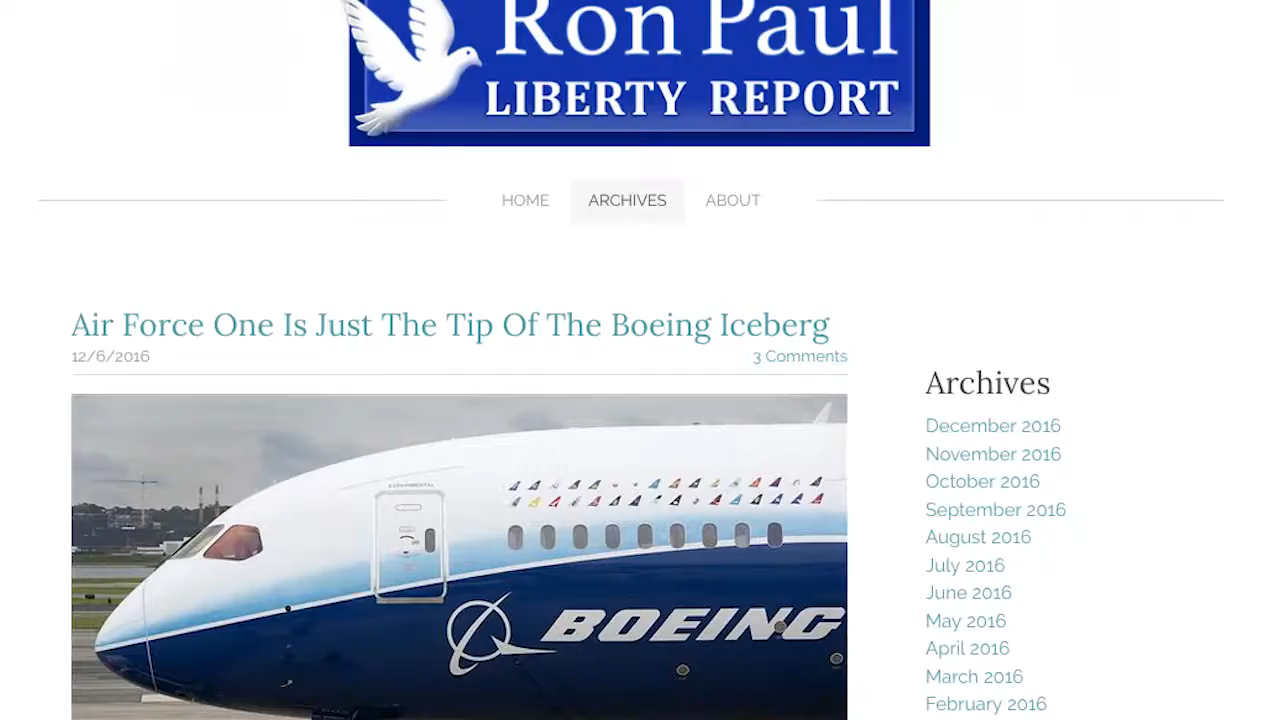 Ron Paul
LIBERTY REPORT
HOME
ARCHIVES
ABOUT
Air Force One Is Just The Tip Of The Boeing Iceberg
12/6/2016
3 Comments
EXPERIMENTAL
BOEING
Archives
December 2016
November 2016
October 2016
September 2016
August 2016
July 2016
June 2016
May 2016
April 2016
March 2016
February 2016